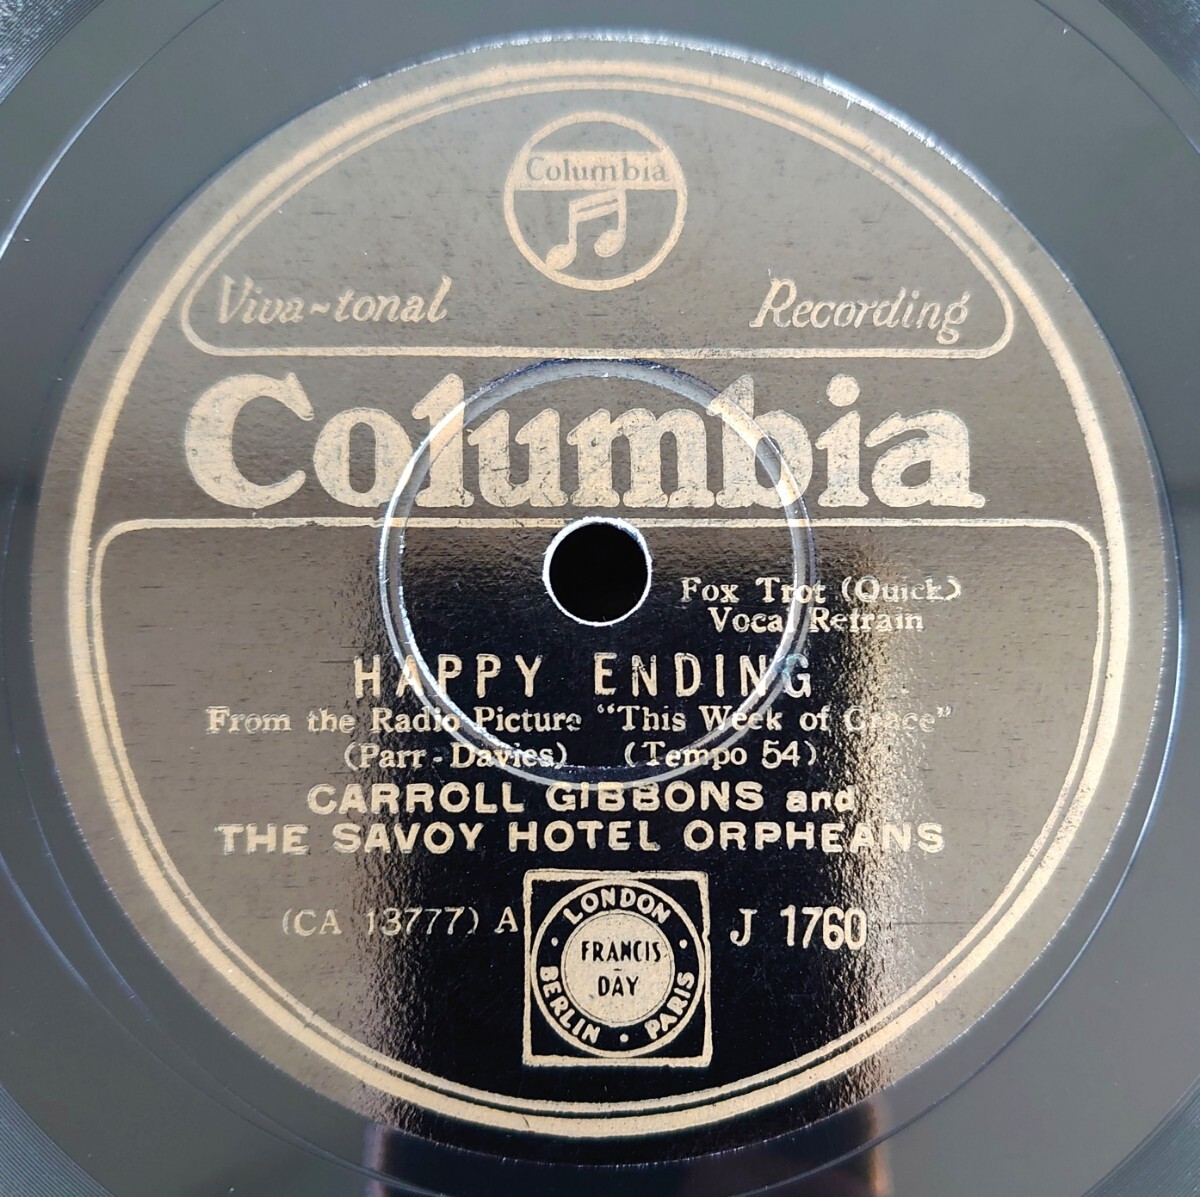 Columbia
Viva-tonal Recording
Columbia
Fox Trot (Quick)
Vocal Refrain
HAPPY ENDING
From the Radio Picture "This Week of Grace"
(Parr-Davies) (Tempo 54)
CARROLL GIBBONS and
THE SAVOY HOTEL ORPHEANS
(CA 13777) A
LONDON
FRANCIS-
DAY
BERLIN · PARIS
J 1760